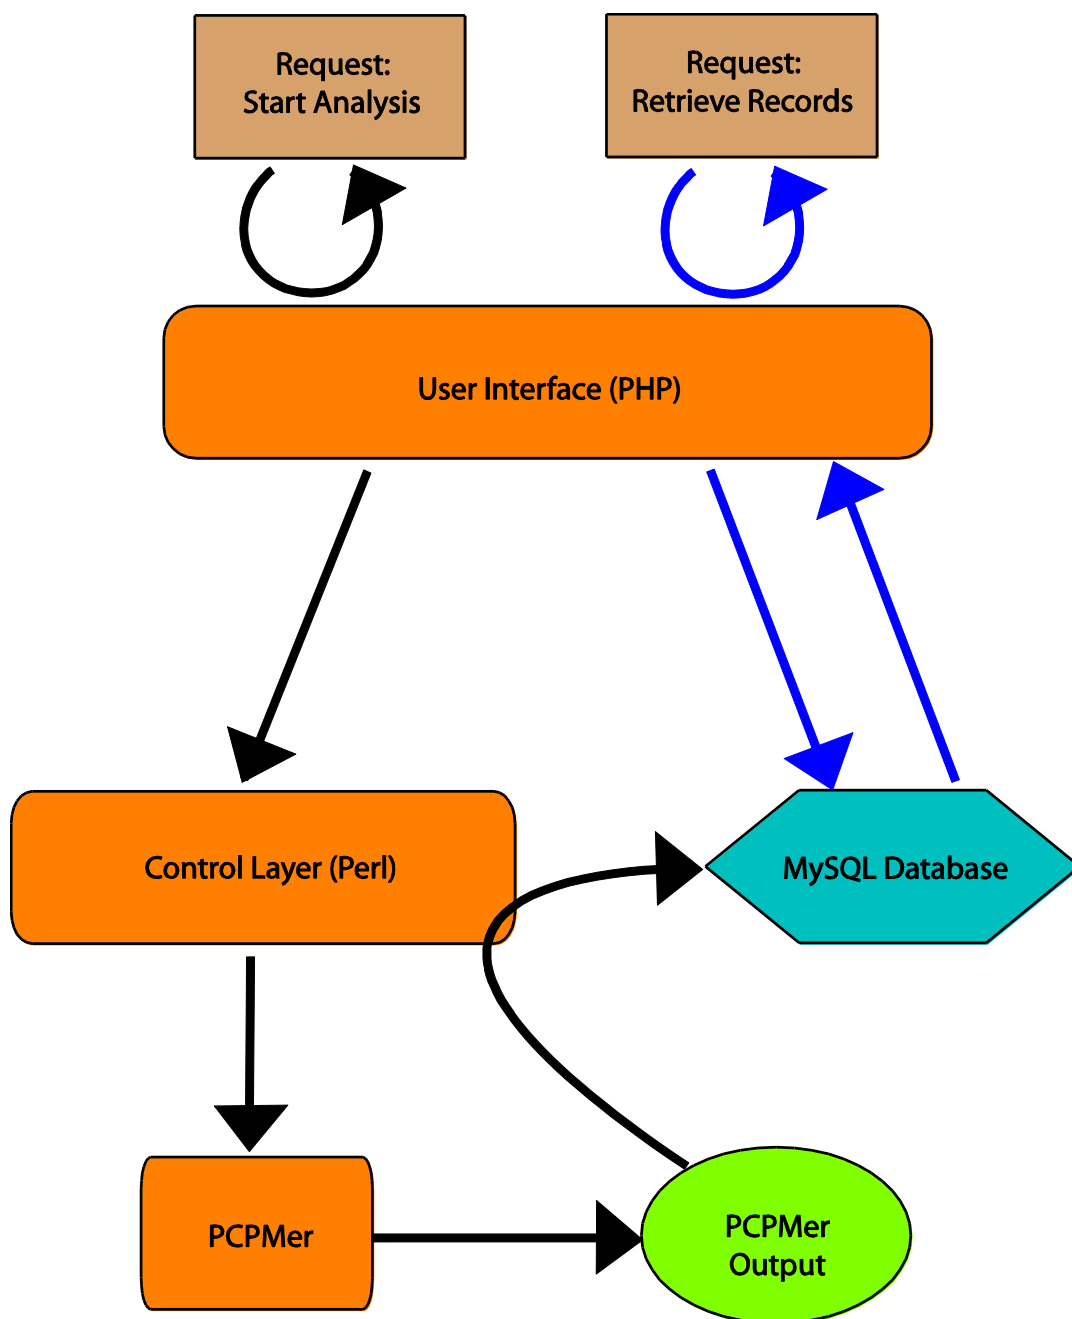 Request:
Start Analysis
Request:
Retrieve Records
User Interface (PHP)
Control Layer (Perl)
MySQL Database
PCPMer
PCPMer
Output